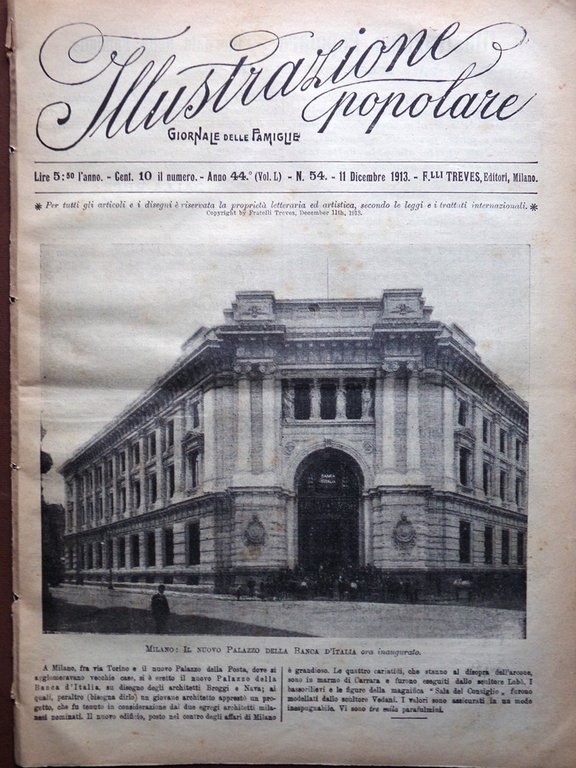 Illustrazione
popolare
GIORNALE DELLE FAMIGLIE
Lire 5:50 l'anno. - Cent. 10 il numero. - Anno 44.° (Vol. L) - N. 54. - 11 Dicembre 1913. - F.LLI TREVES, Editori, Milano.
* Per tutti gli articoli e i disegni è riservata la proprietà letteraria ed artistica, secondo le leggi e i trattati internazionali. *
Copyright by Fratelli Treves, December 11th, 1913.
BANCA
D'ITALIA
MILANO: IL NUOVO PALAZZO DELLA BANCA D'ITALIA ora inaugurato.
A Milano, fra via Torino e il nuovo Palazzo della Posta, dove si
agglomeravano vecchie case, si è eretto il nuovo Palazzo della
Banca d'Italia, su disegno degli architetti Broggi e Nava; ai
quali, peraltro (bisogna dirlo) un giovane architetto apprestò un pro-
getto, che fu tenuto in considerazione dai due egregi architetti mila-
nesi nominati. Il nuovo edificio, posto nel centro degli affari di Milano
è grandioso. Le quattro cariatidi, che stanno al disopra dell'arcone,
sono in marmo di Carrara e furono eseguiti dallo scultore Labò. I
bassorilievi e le figure della magnifica "Sala del Consiglio", furono
modellati dallo scultore Vedani. I valori sono assicurati in un modo
inespugnabile. Vi sono tre mila parafulmini.